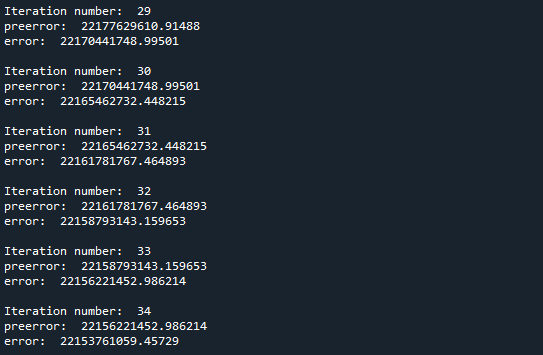 Iteration number:  29
preerror:  22177629610.91488
error:  22170441748.99501
Iteration number:  30
preerror:  22170441748.99501
error:  22165462732.448215
Iteration number:  31
preerror:  22165462732.448215
error:  22161781767.464893
Iteration number:  32
preerror:  22161781767.464893
error:  22158793143.159653
Iteration number:  33
preerror:  22158793143.159653
error:  22156221452.986214
Iteration number:  34
preerror:  22156221452.986214
error:  22153761059.45729